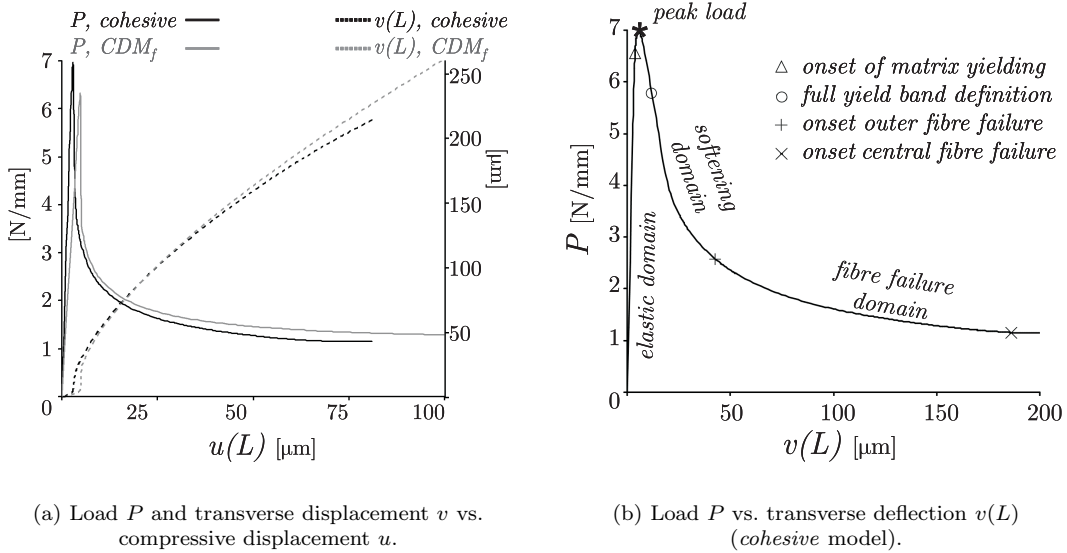 P, cohesive
v(L), cohesive
P, CDMf
v(L), CDMf
7
6
5
4
3
2
1
0
[N/mm]
250
200
150
100
50
[µm]
25
50
75
100
u(L) [µm]
(a) Load P and transverse displacement v vs.
compressive displacement u.
peak load
7
6
5
4
3
2
1
0
P [N/mm]
onset of matrix yielding
full yield band definition
onset outer fibre failure
onset central fibre failure
softening
domain
elastic domain
fibre failure
domain
50
100
150
200
v(L) [µm]
(b) Load P vs. transverse deflection v(L)
(cohesive model).